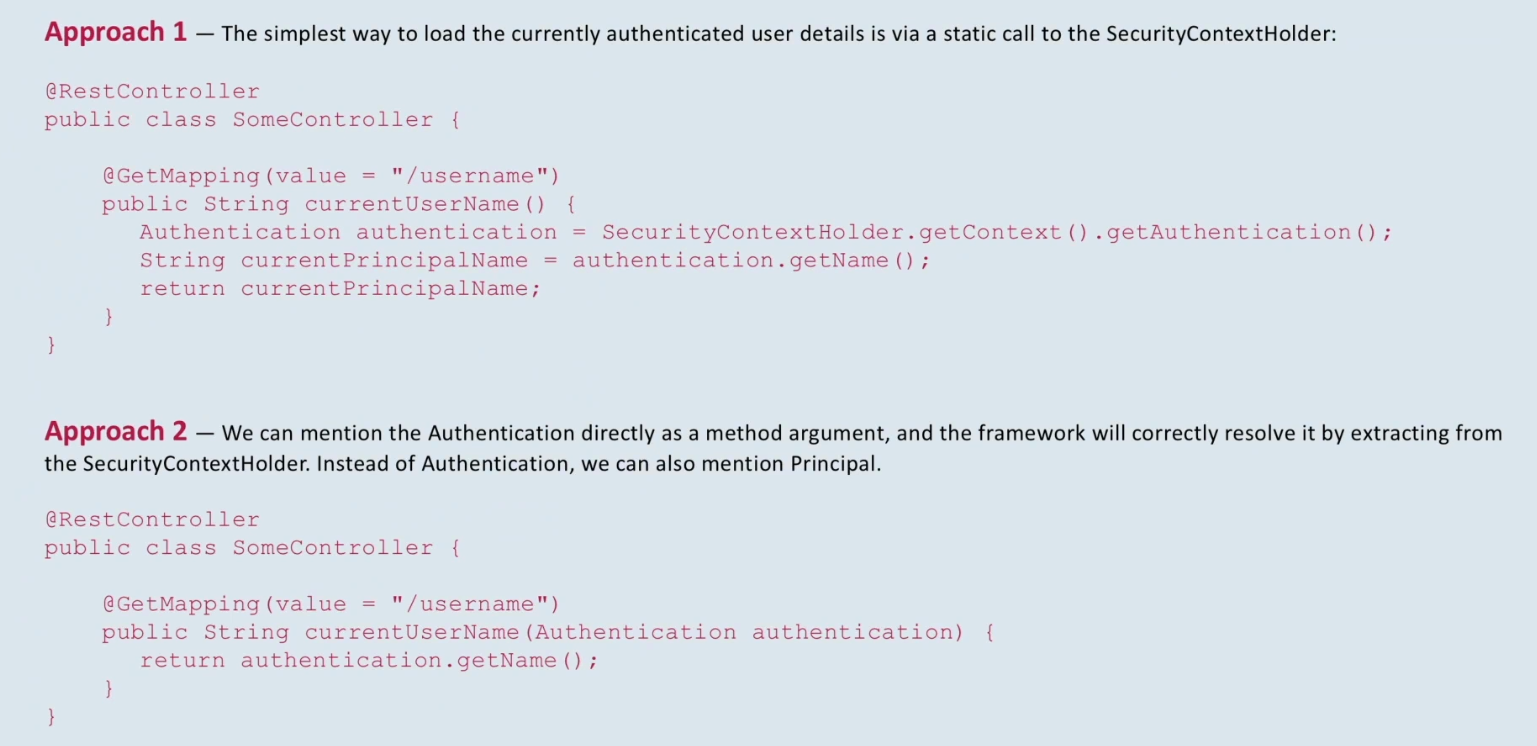 Approach 1 — The simplest way to load the currently authenticated user details is via a static call to the SecurityContextHolder:
@RestController
public class SomeController {
@GetMapping(value = "/username")
public String currentUserName() {
Authentication authentication = SecurityContextHolder.getContext().getAuthentication();
String currentPrincipalName = authentication.getName();
return currentPrincipalName;
}
}
Approach 2 — We can mention the Authentication directly as a method argument, and the framework will correctly resolve it by extracting from
the SecurityContextHolder. Instead of Authentication, we can also mention Principal.
@RestController
public class SomeController {
@GetMapping(value = "/username")
public String currentUserName(Authentication authentication) {
return authentication.getName();
}
}